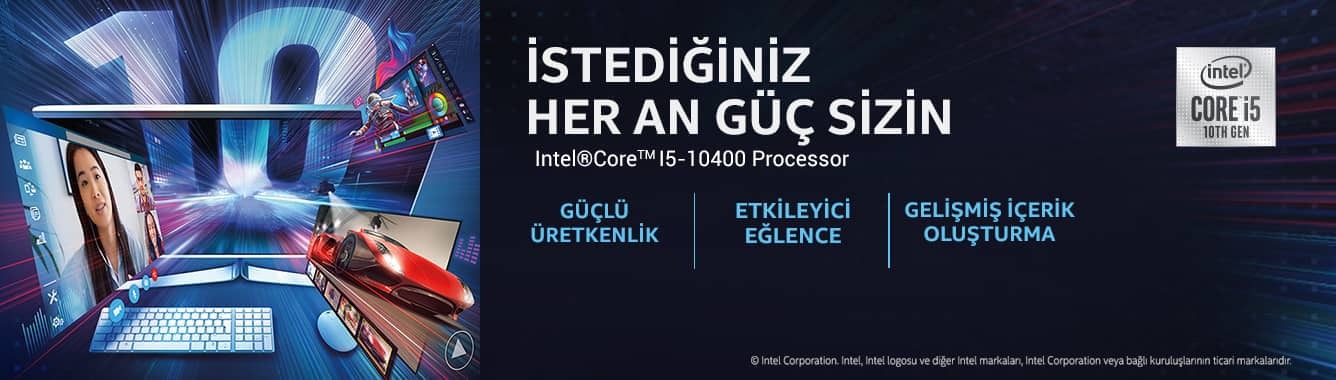 10
İSTEDİĞİNİZ
HER AN GÜÇ SİZİN
Intel®Core™ I5-10400 Processor
intel®
CORE™ i5
10TH GEN
GÜÇLÜ
ÜRETKENLİK
ETKİLEYİCİ
EĞLENCE
GELİŞMİŞ İÇERİK
OLUŞTURMA
© Intel Corporation. Intel, Intel logosu ve diğer Intel markaları, Intel Corporation veya bağlı kuruluşlarının ticari markalarıdır.